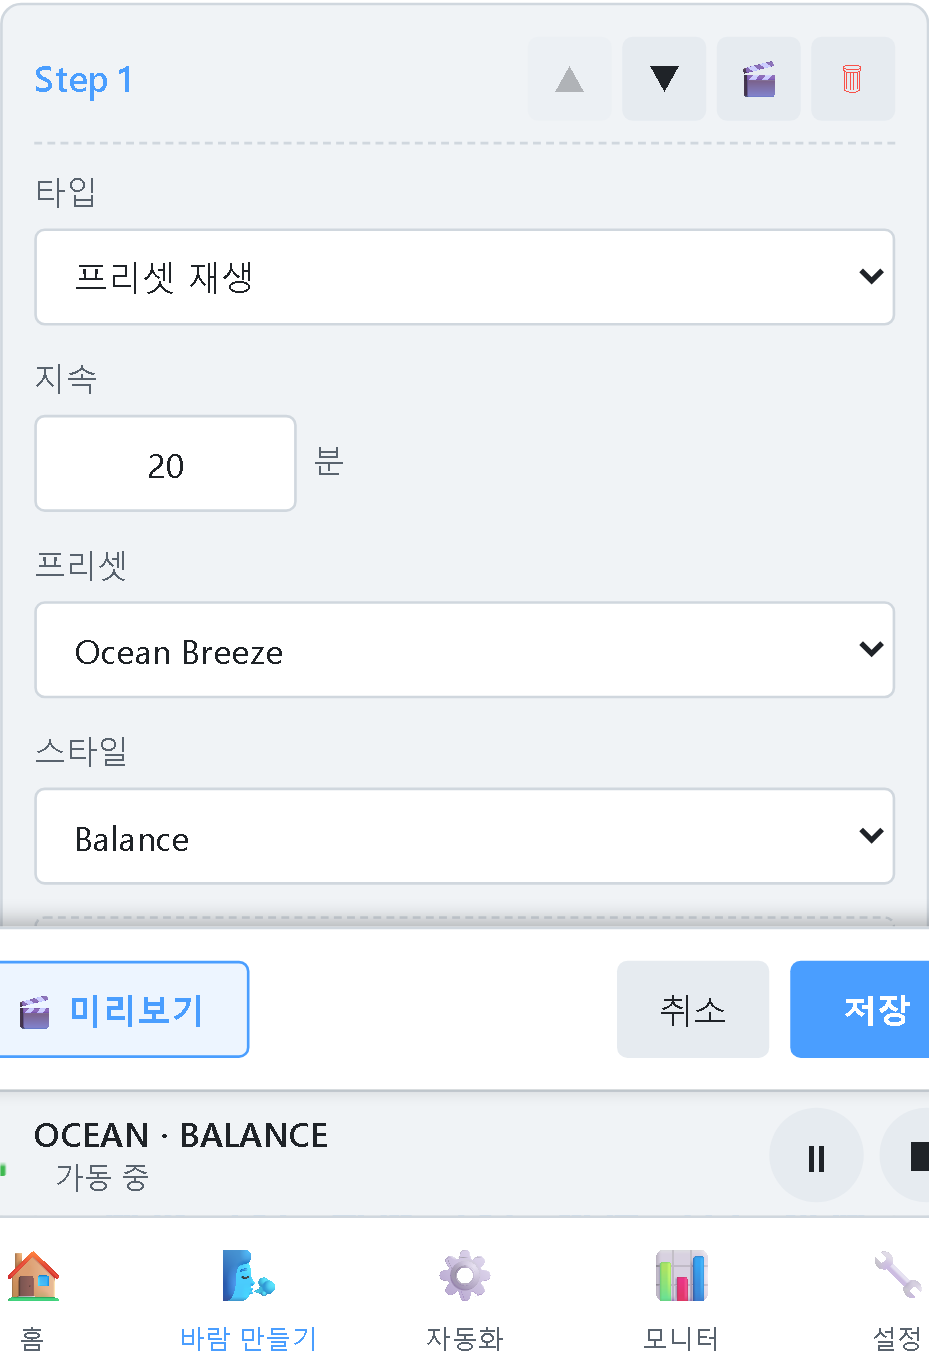 Step 1
타입
프리셋 재생
지속
20 분
프리셋
Ocean Breeze
스타일
Balance
미리보기 취소 저장
OCEAN · BALANCE
가동 중
홈 바람 만들기 자동화 모니터 설정